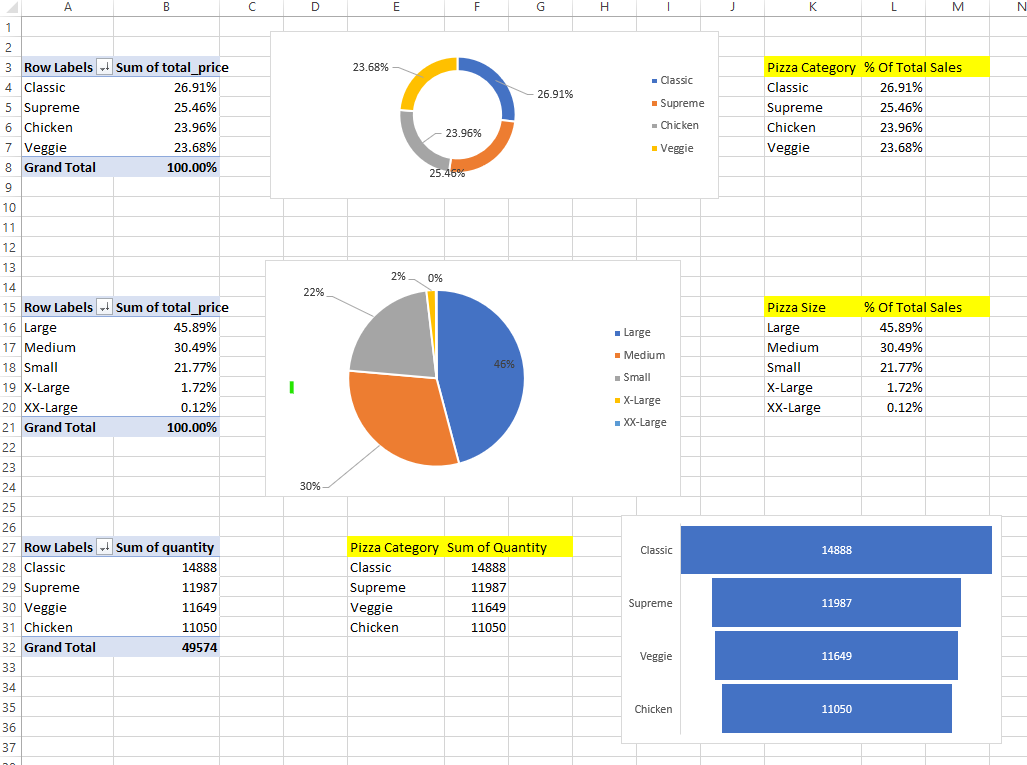 A B C D E F G H I J K L M N
1
2
3 Row Labels Sum of total_price Pizza Category % Of Total Sales
4 Classic 26.91% Classic 26.91%
5 Supreme 25.46% Supreme 25.46%
6 Chicken 23.96% Chicken 23.96%
7 Veggie 23.68% Veggie 23.68%
8 Grand Total 100.00%
23.68%
26.91%
23.96%
25.46%
Classic
Supreme
Chicken
Veggie
9
10
11
12
13
14
15 Row Labels Sum of total_price Pizza Size % Of Total Sales
16 Large 45.89% Large 45.89%
17 Medium 30.49% Medium 30.49%
18 Small 21.77% Small 21.77%
19 X-Large 1.72% X-Large 1.72%
20 XX-Large 0.12% XX-Large 0.12%
21 Grand Total 100.00%
2% 0%
22%
46%
30%
Large
Medium
Small
X-Large
XX-Large
22
23
24
25
26
27 Row Labels Sum of quantity Pizza Category Sum of Quantity
28 Classic 14888 Classic 14888
29 Supreme 11987 Supreme 11987
30 Veggie 11649 Veggie 11649
31 Chicken 11050 Chicken 11050
32 Grand Total 49574
Classic 14888
Supreme 11987
Veggie 11649
Chicken 11050
33
34
35
36
37